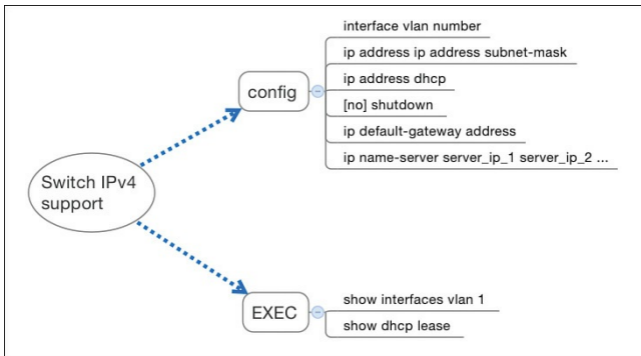 Switch IPv4
support
config
interface vlan number
ip address ip address subnet-mask
ip address dhcp
[no] shutdown
ip default-gateway address
ip name-server server_ip_1 server_ip_2 ...
EXEC
show interfaces vlan 1
show dhcp lease